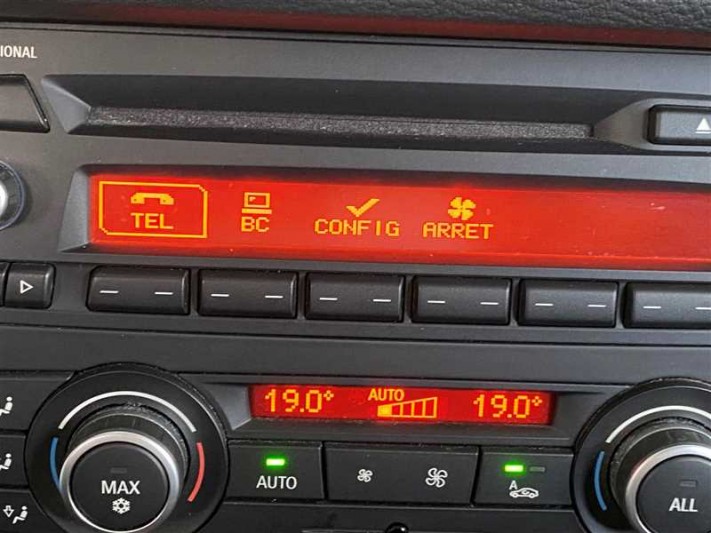 IONAL
TEL BC CONFIG ARRET
19.0° AUTO 19.0°
MAX AUTO A ALL